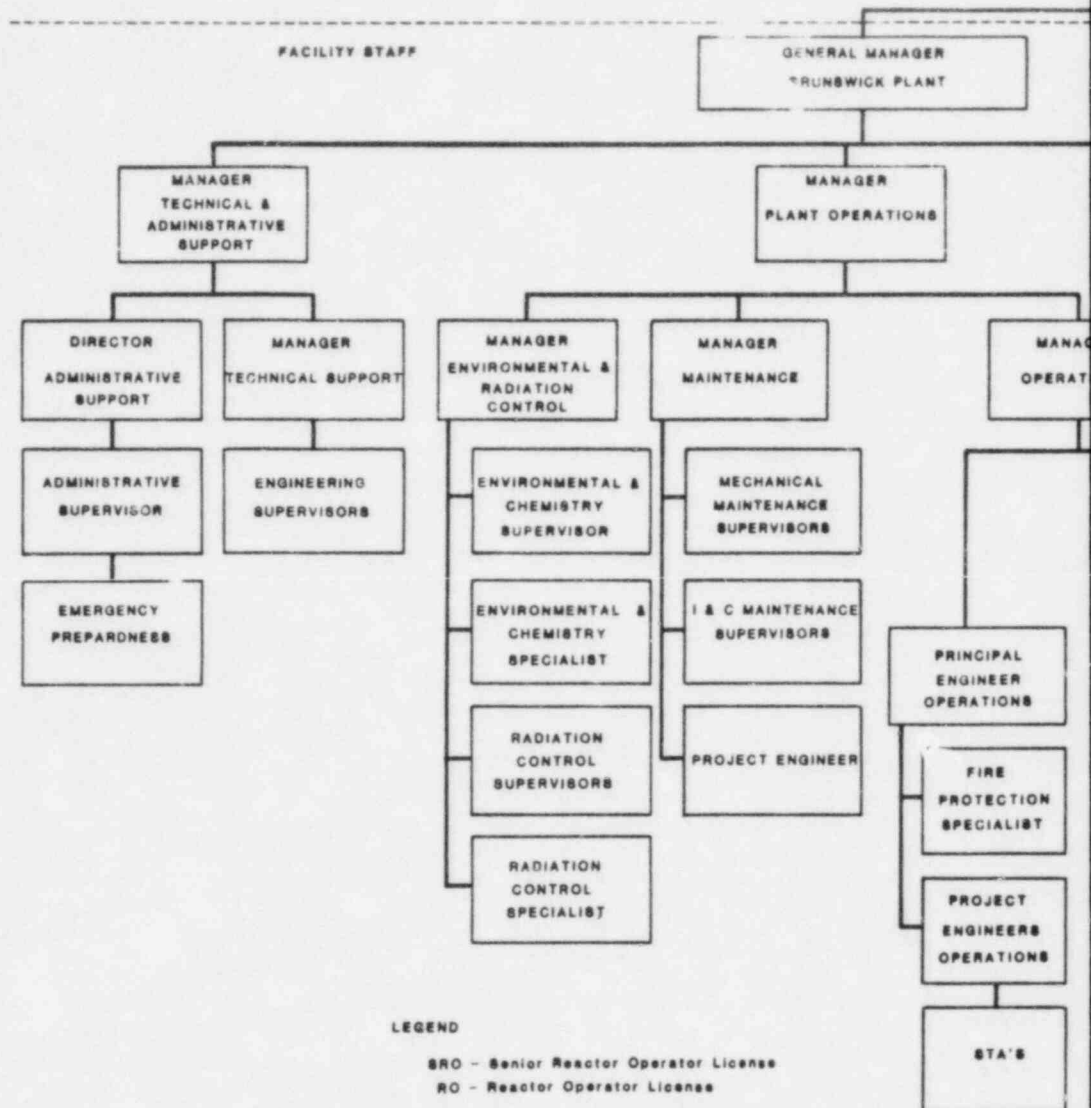 FACILITY STAFF
GENERAL MANAGER
BRUNSWICK PLANT
MANAGER
TECHNICAL &
ADMINISTRATIVE
SUPPORT
MANAGER
PLANT OPERATIONS
DIRECTOR
ADMINISTRATIVE
SUPPORT
MANAGER
TECHNICAL SUPPORT
MANAGER
ENVIRONMENTAL &
RADIATION
CONTROL
MANAGER
MAINTENANCE
MANAG
OPERAT
ADMINISTRATIVE
SUPERVISOR
ENGINEERING
SUPERVISORS
ENVIRONMENTAL &
CHEMISTRY
SUPERVISOR
MECHANICAL
MAINTENANCE
SUPERVISORS
EMERGENCY
PREPARDNESS
ENVIRONMENTAL &
CHEMISTRY
SPECIALIST
I & C MAINTENANCE
SUPERVISORS
PRINCIPAL
ENGINEER
OPERATIONS
RADIATION
CONTROL
SUPERVISORS
PROJECT ENGINEER
FIRE
PROTECTION
SPECIALIST
RADIATION
CONTROL
SPECIALIST
PROJECT
ENGINEERS
OPERATIONS
STA'S
LEGEND
SRO - Senior Reactor Operator License
RO - Reactor Operator License